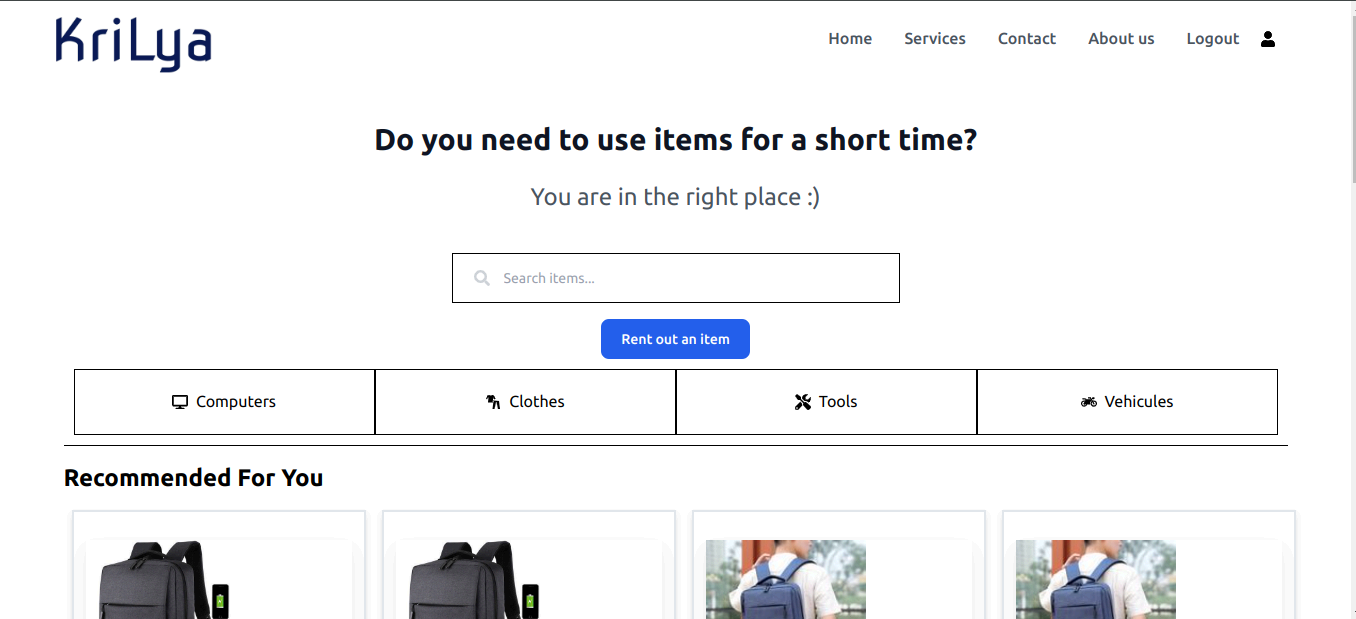 KriLya
Home Services Contact About us Logout
Do you need to use items for a short time?
You are in the right place :)
Search items...
Rent out an item
Computers Clothes Tools Vehicules
Recommended For You